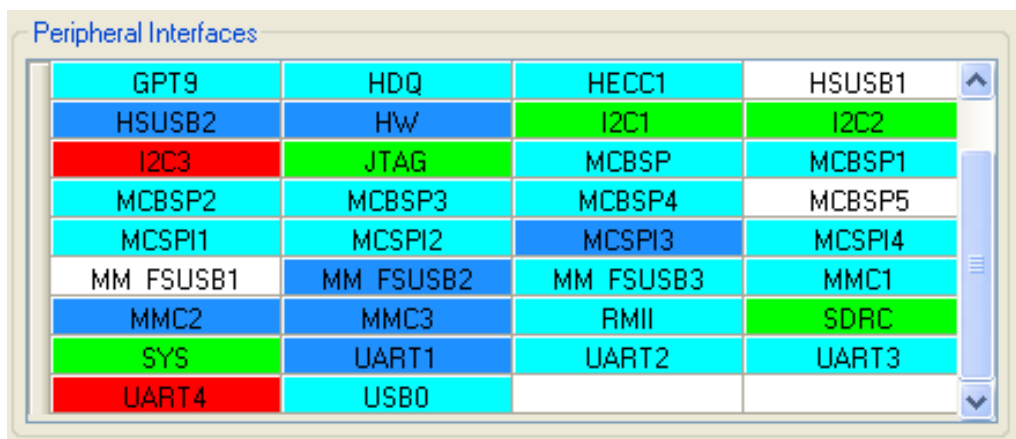 Peripheral Interfaces
GPT9 HDQ HECC1 HSUSB1
HSUSB2 HW I2C1 I2C2
I2C3 JTAG MCBSP MCBSP1
MCBSP2 MCBSP3 MCBSP4 MCBSP5
MCSPI1 MCSPI2 MCSPI3 MCSPI4
MM FSUSB1 MM FSUSB2 MM FSUSB3 MMC1
MMC2 MMC3 RMII SDRC
SYS UART1 UART2 UART3
UART4 USB0